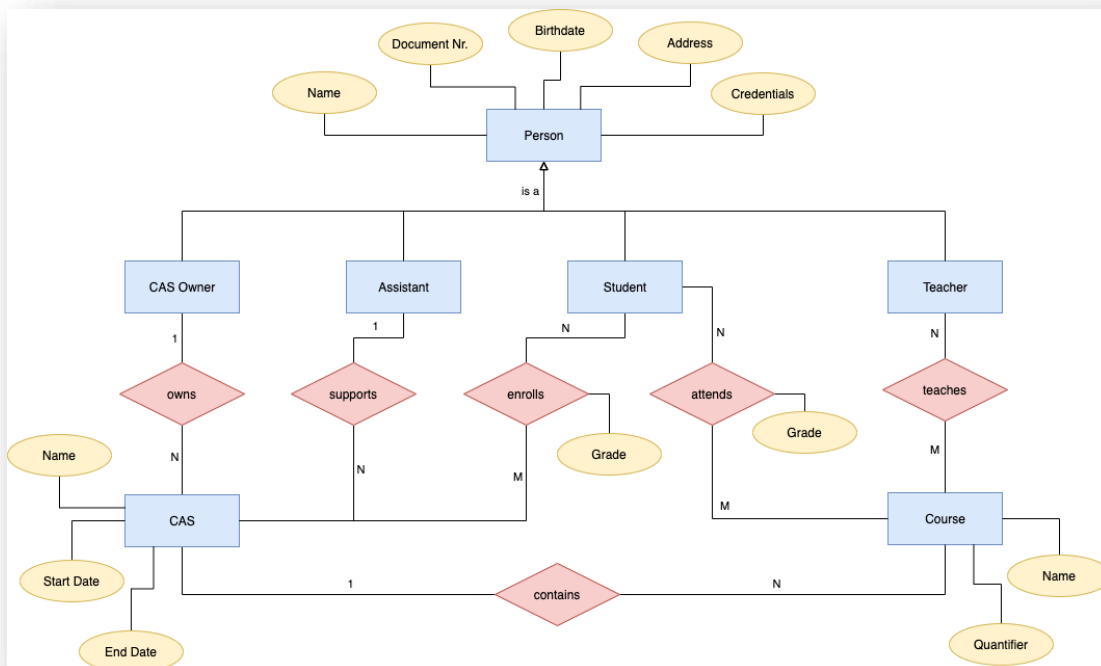 Birthdate
Document Nr.
Address
Name
Credentials
Person
is a
CAS Owner
Assistant
Student
Teacher
1
1
N
N
N
owns
supports
enrolls
attends
teaches
Grade
Grade
Name
N
N
M
M
M
CAS
Course
Start Date
Name
1
contains
N
End Date
Quantifier